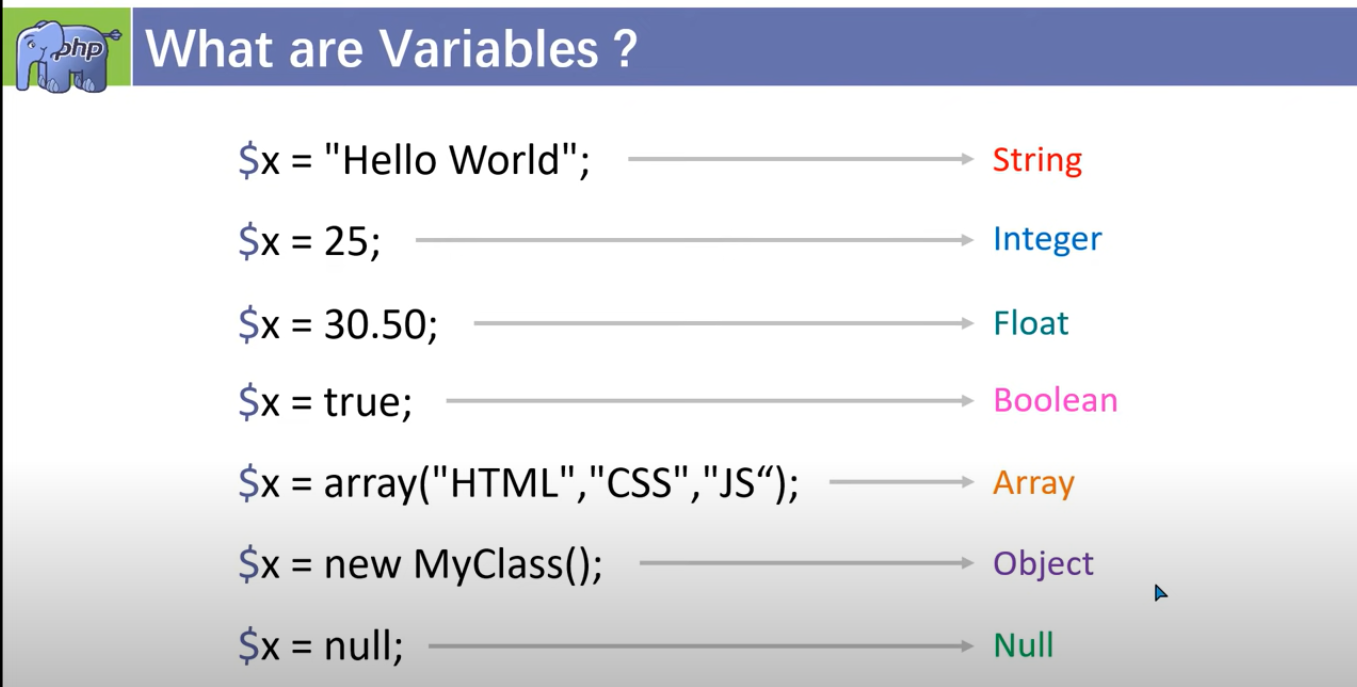 php
What are Variables ?
$x = "Hello World"; String
$x = 25; Integer
$x = 30.50; Float
$x = true; Boolean
$x = array("HTML","CSS","JS“); Array
$x = new MyClass(); Object
$x = null; Null